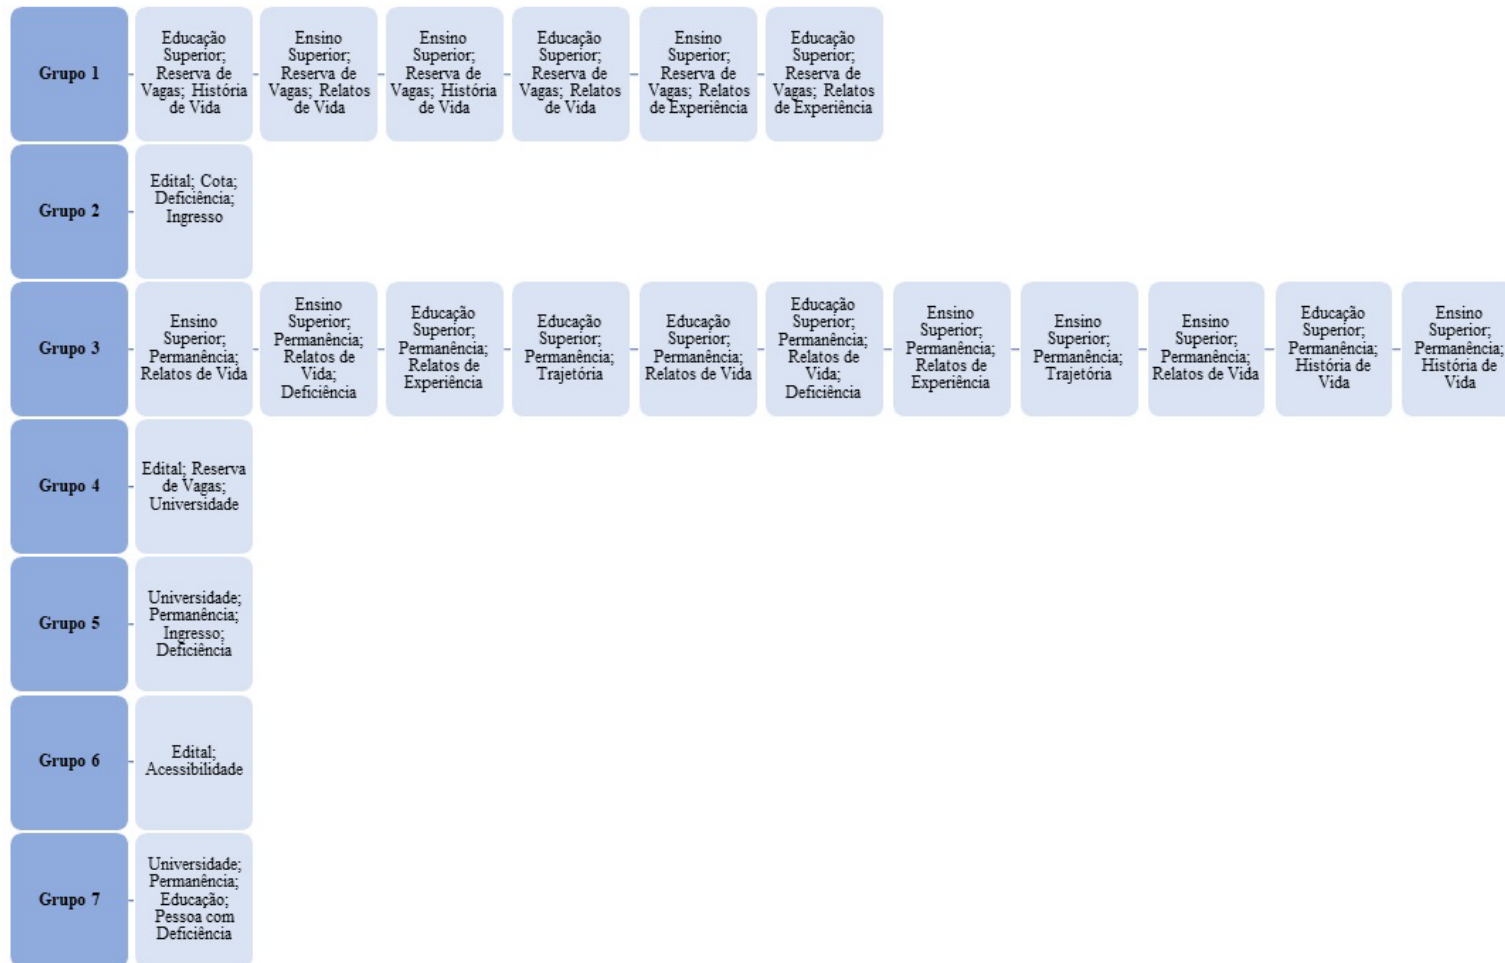 Grupo 1
Educação
Superior;
Reserva de
Vagas; História
de Vida
Ensino
Superior;
Reserva de
Vagas; Relatos
de Vida
Ensino
Superior;
Reserva de
Vagas; História
de Vida
Educação
Superior;
Reserva de
Vagas; Relatos
de Vida
Ensino
Superior;
Reserva de
Vagas; Relatos
de Experiência
Educação
Superior; Reserva
de Vagas; Relatos
de Experiência
Grupo 2
Edital; Cota;
Deficiência;
Ingresso
Grupo 3
Ensino
Superior;
Permanência;
Relatos de Vida
Ensino
Superior;
Permanência;
Relatos de
Vida;
Deficiência
Educação
Superior;
Permanência;
Relatos de
Experiência
Educação
Superior;
Permanência;
Trajetória
Educação
Superior;
Permanência;
Relatos de Vida
Educação
Superior;
Permanência;
Relatos de
Vida;
Deficiência
Ensino
Superior;
Permanência;
Relatos de
Experiência
Ensino
Superior;
Permanência;
Trajetória
Ensino
Superior;
Permanência;
Relatos de Vida
Educação
Superior;
Permanência;
História de
Vida
Ensino
Superior;
Permanência;
História de
Vida
Grupo 4
Edital; Reserva
de Vagas;
Universidade
Grupo 5
Universidade;
Permanência;
Ingresso;
Deficiência
Grupo 6
Edital;
Acessibilidade
Grupo 7
Universidade;
Permanência;
Educação;
Pessoa com
Deficiência